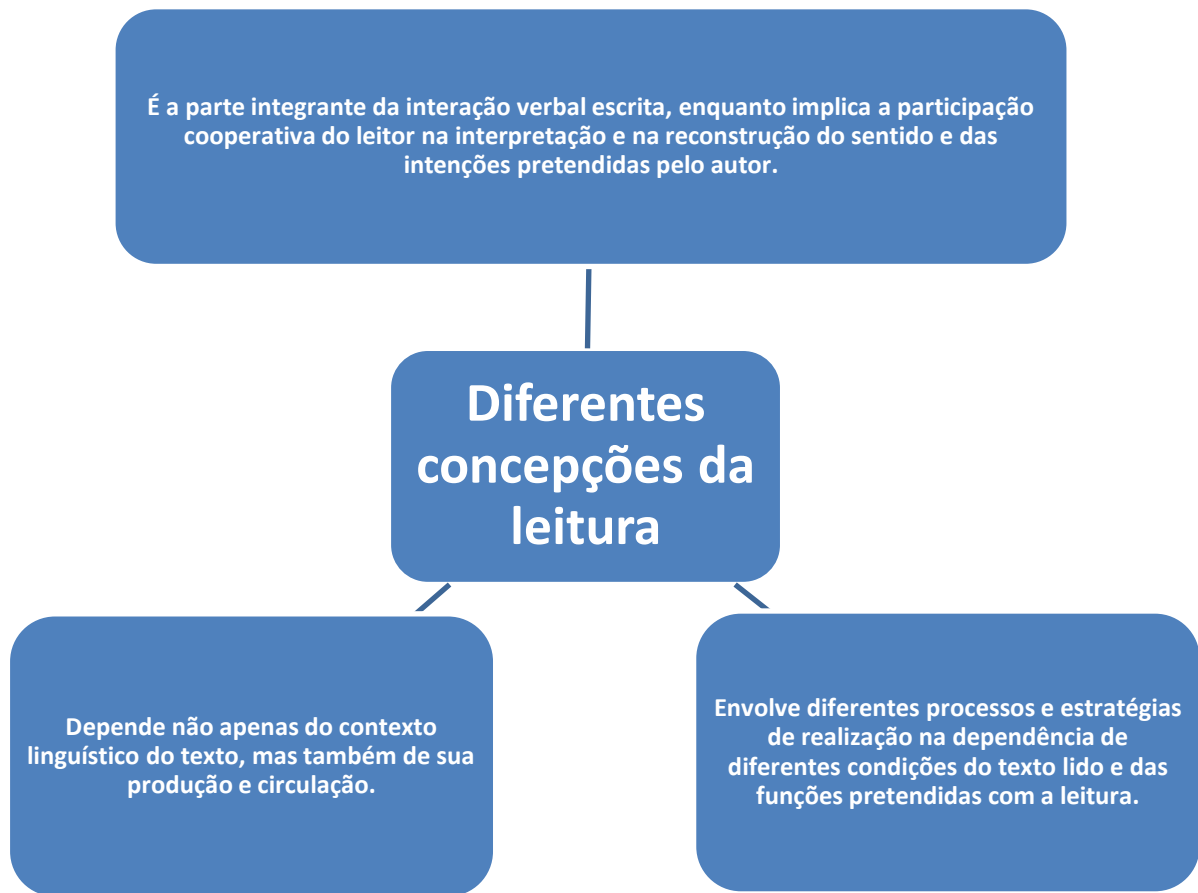 É a parte integrante da interação verbal escrita, enquanto implica a participação
cooperativa do leitor na interpretação e na reconstrução do sentido e das
intenções pretendidas pelo autor.
Diferentes
concepções da
leitura
Depende não apenas do contexto
linguístico do texto, mas também de sua
produção e circulação.
Envolve diferentes processos e estratégias
de realização na dependência de
diferentes condições do texto lido e das
funções pretendidas com a leitura.